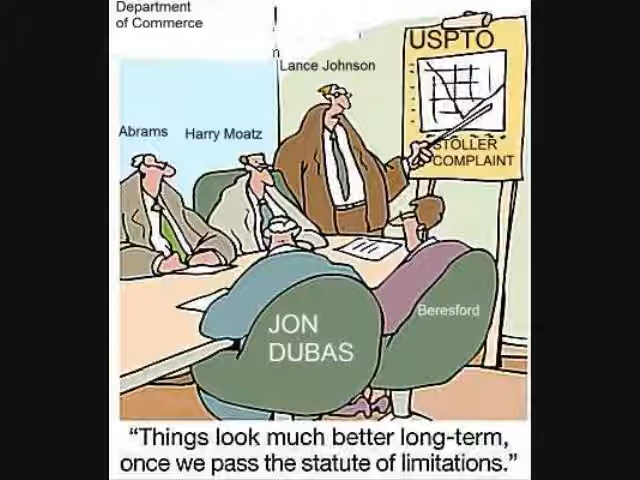 Department
of Commerce
USPTO
Lance Johnson
Abrams
Harry Moatz
STOLLER
COMPLAINT
Beresford
JON
DUBAS
“Things look much better long-term,
once we pass the statute of limitations.”